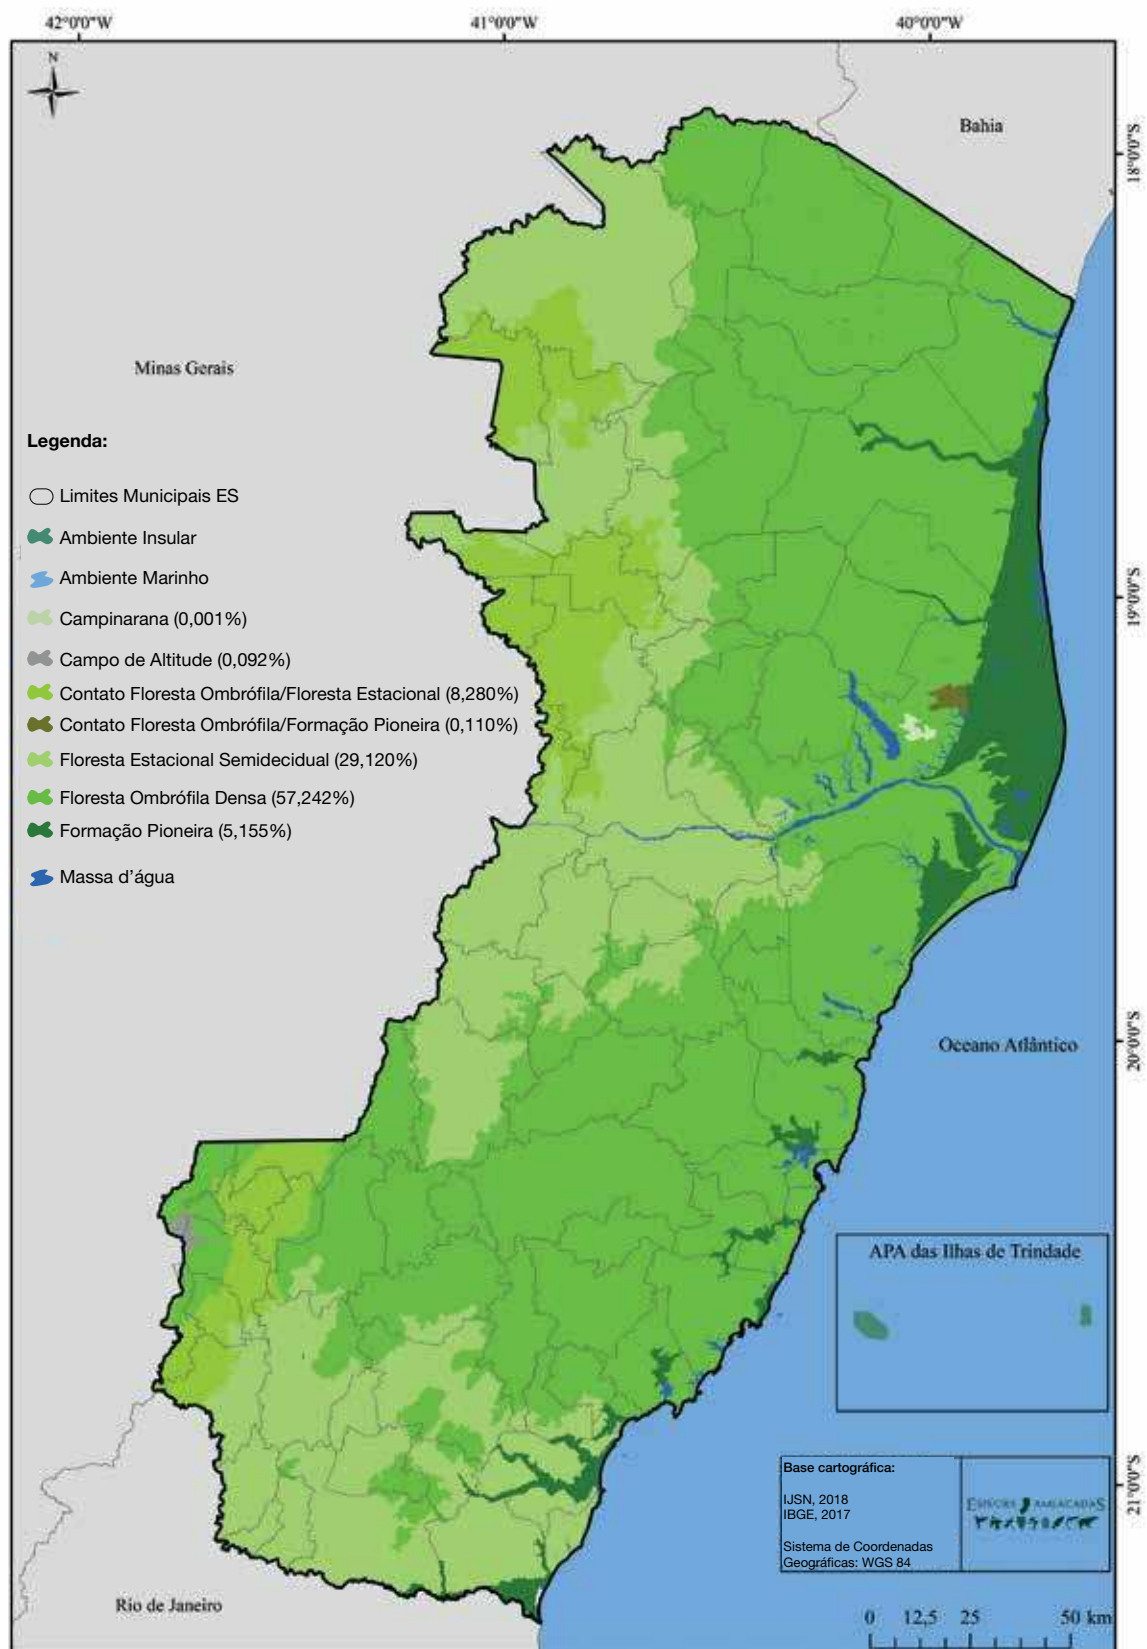 42°0'0"W
41°0'0"W
40°0'0"W
N
Bahia
18°0'0"S
Minas Gerais
Legenda:
Limites Municipais ES
Ambiente Insular
Ambiente Marinho
Campinarana (0,001%)
Campo de Altitude (0,092%)
Contato Floresta Ombrófila/Floresta Estacional (8,280%)
Contato Floresta Ombrófila/Formação Pioneira (0,110%)
Floresta Estacional Semidecidual (29,120%)
Floresta Ombrófila Densa (57,242%)
Formação Pioneira (5,155%)
Massa d'água
19°0'0"S
Oceano Atlântico
20°0'0"S
APA das Ilhas de Trindade
Base cartográfica:
IJSN, 2018
IBGE, 2017
Sistema de Coordenadas
Geográficas: WGS 84
ESPÉCIES AMEAÇADAS
21°0'0"S
Rio de Janeiro
0 12,5 25 50 km